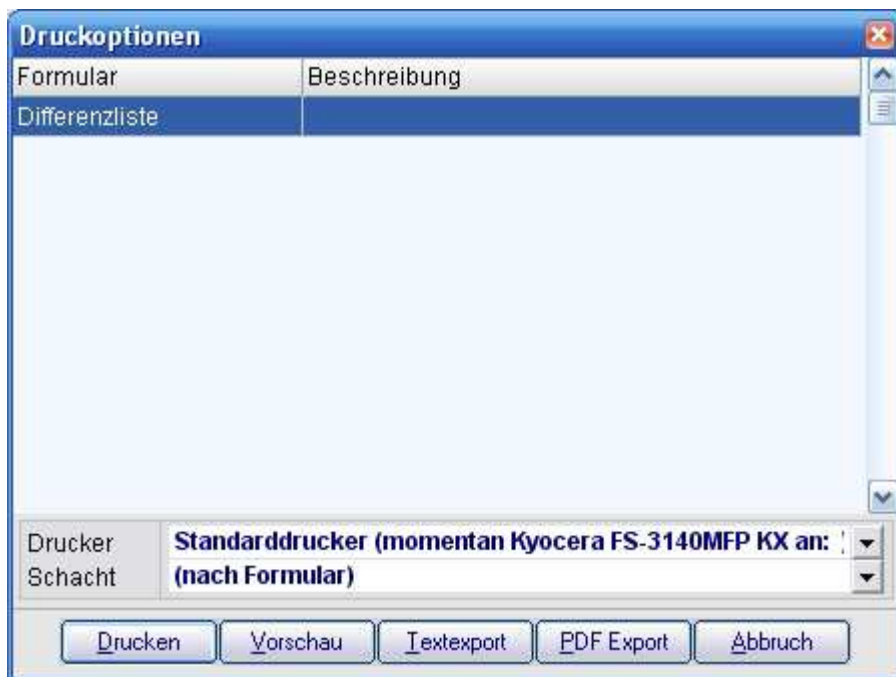 Druckoptionen
Formular Beschreibung
Differenzliste
Drucker Standarddrucker (momentan Kyocera FS-3140MFP KX an:
Schacht (nach Formular)
Drucken Vorschau Textexport PDF Export Abbruch